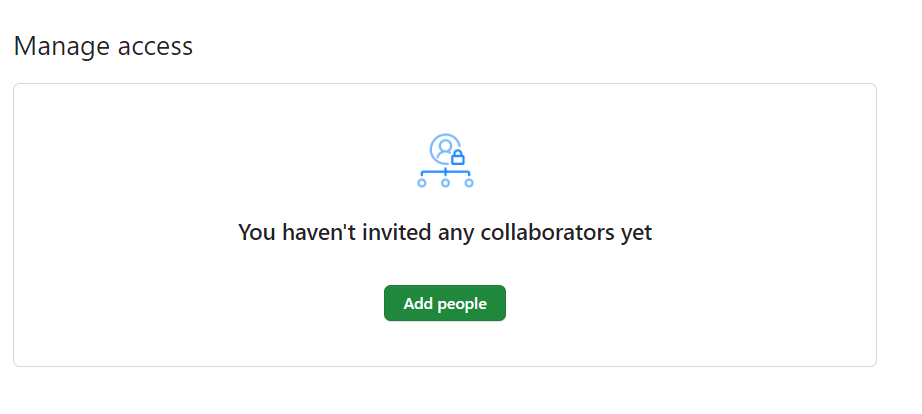 Manage access
You haven't invited any collaborators yet
Add people